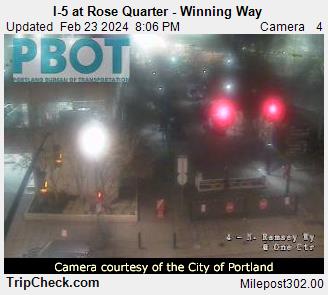 I-5 at Rose Quarter - Winning Way
Updated Feb 23 2024 8:06 PM Camera 4
PBOT
PORTLAND BUREAU OF TRANSPORTATION
4 - N. Ramsey Wy
@ One Ctr
Camera courtesy of the City of Portland
TripCheck.com Milepost302.00